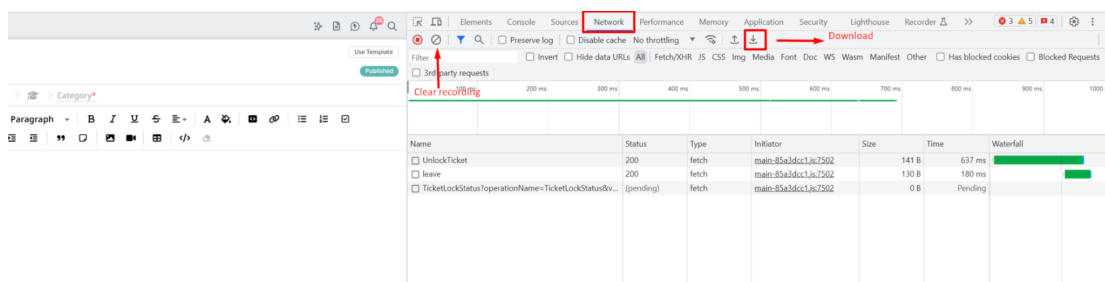 26
Elements Console Sources Network Performance Memory Application Security Lighthouse Recorder >> 3 5 4
Preserve log Disable cache No throttling Download
Use Template
Filter Invert Hide data URLs All Fetch/XHR JS CSS Img Media Font Doc WS Wasm Manifest Other Has blocked cookies Blocked Requests
Published
3rd-party requests
Category*
Clear recording
100 ms 200 ms 300 ms 400 ms 500 ms 600 ms 700 ms 800 ms 900 ms 1000
Paragraph B I U S A </>
Name Status Type Initiator Size Time Waterfall
UnlockTicket 200 fetch main-85a3dcc1.js:7502 141 B 637 ms
leave 200 fetch main-85a3dcc1.js:7502 130 B 180 ms
TicketLockStatus?operationName=TicketLockStatus&v... (pending) fetch main-85a3dcc1.js:7502 0 B Pending